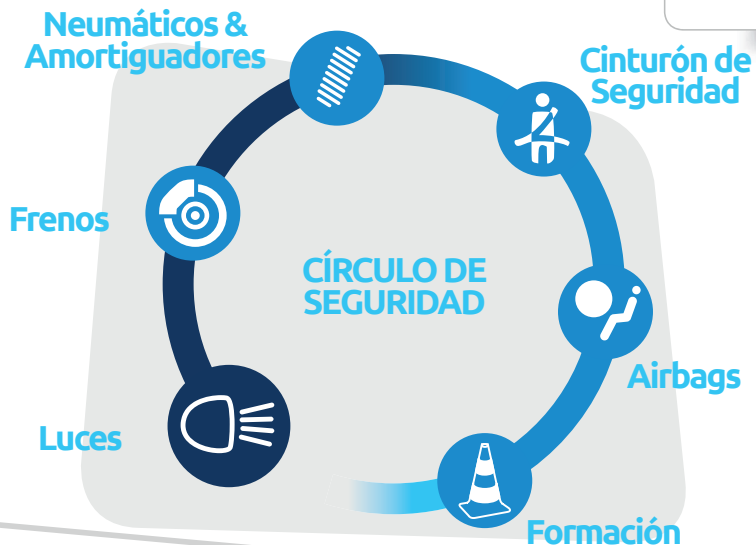 Neumáticos &
Amortiguadores
Cinturón de
Seguridad
Frenos
CÍRCULO DE
SEGURIDAD
Airbags
Luces
Formación